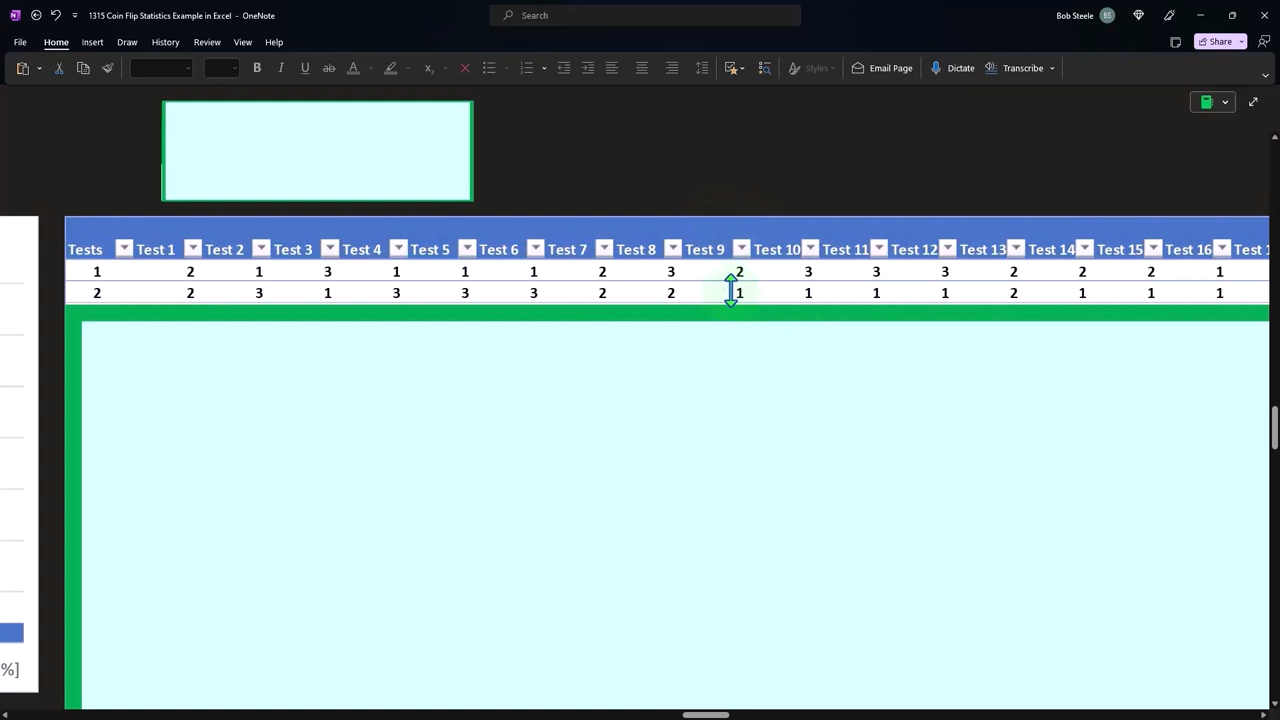 1315 Coin Flip Statistics Example in Excel - OneNote
Search
Bob Steele
BS
File Home Insert Draw History Review View Help
Share
Styles Email Page Dictate Transcribe
Tests Test 1 Test 2 Test 3 Test 4 Test 5 Test 6 Test 7 Test 8 Test 9 Test 10 Test 11 Test 12 Test 13 Test 14 Test 15 Test 16 Test 1
1 2 1 3 1 1 1 2 3 2 3 3 3 2 2 2 1
2 2 3 1 3 3 3 2 2 1 1 1 1 2 1 1 1
%]